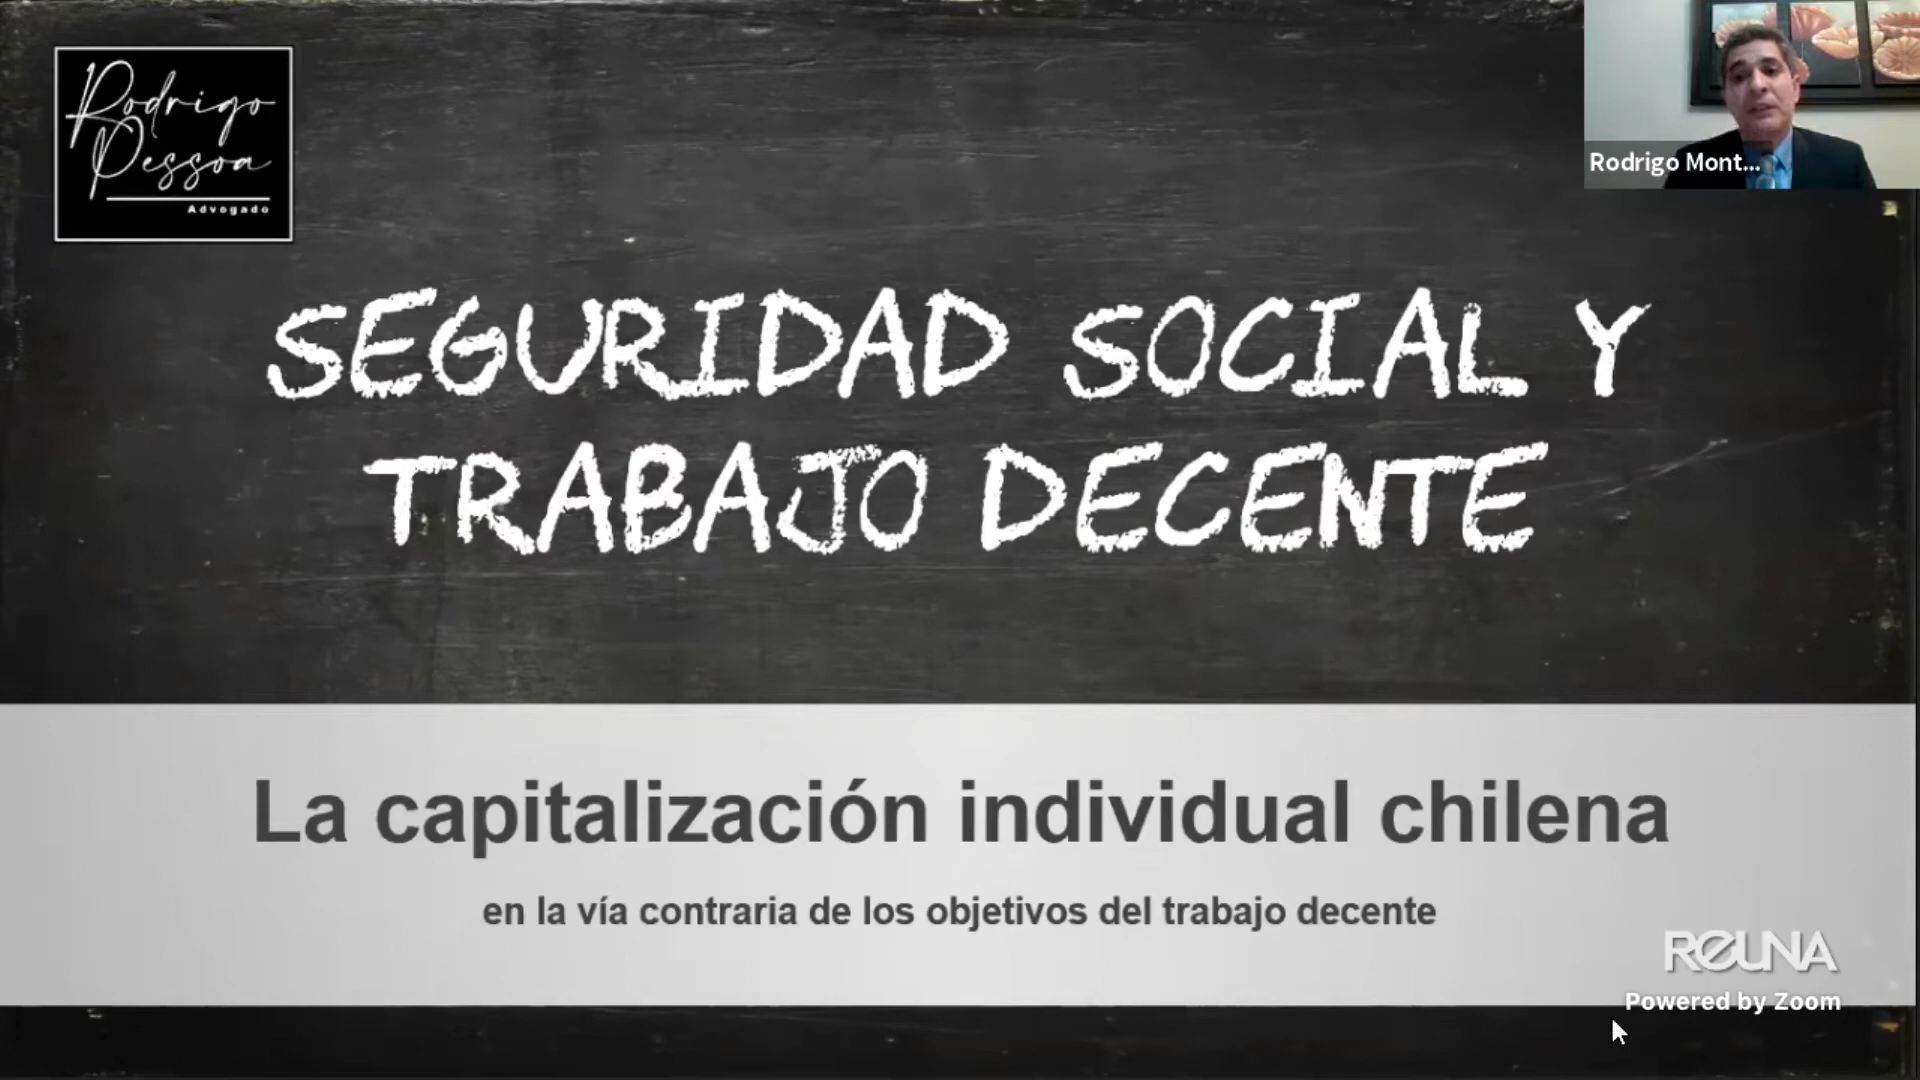 Rodrigo
Pessoa
Advogado
Rodrigo Mont...
SEGURIDAD SOCIAL Y
TRABAJO DECENTE
La capitalización individual chilena
en la vía contraria de los objetivos del trabajo decente
REUNA
Powered by Zoom